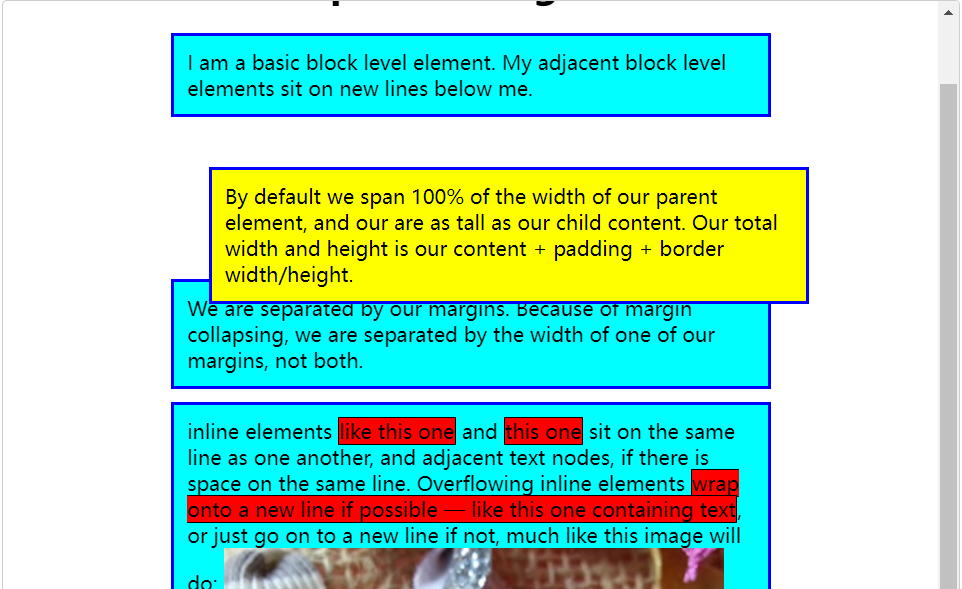 I am a basic block level element. My adjacent block level
elements sit on new lines below me.
By default we span 100% of the width of our parent
element, and our are as tall as our child content. Our total
width and height is our content + padding + border
width/height.
We are separated by our margins. Because of margin
collapsing, we are separated by the width of one of our
margins, not both.
inline elements like this one and this one sit on the same
line as one another, and adjacent text nodes, if there is
space on the same line. Overflowing inline elements wrap
onto a new line if possible — like this one containing text,
or just go on to a new line if not, much like this image will
do: